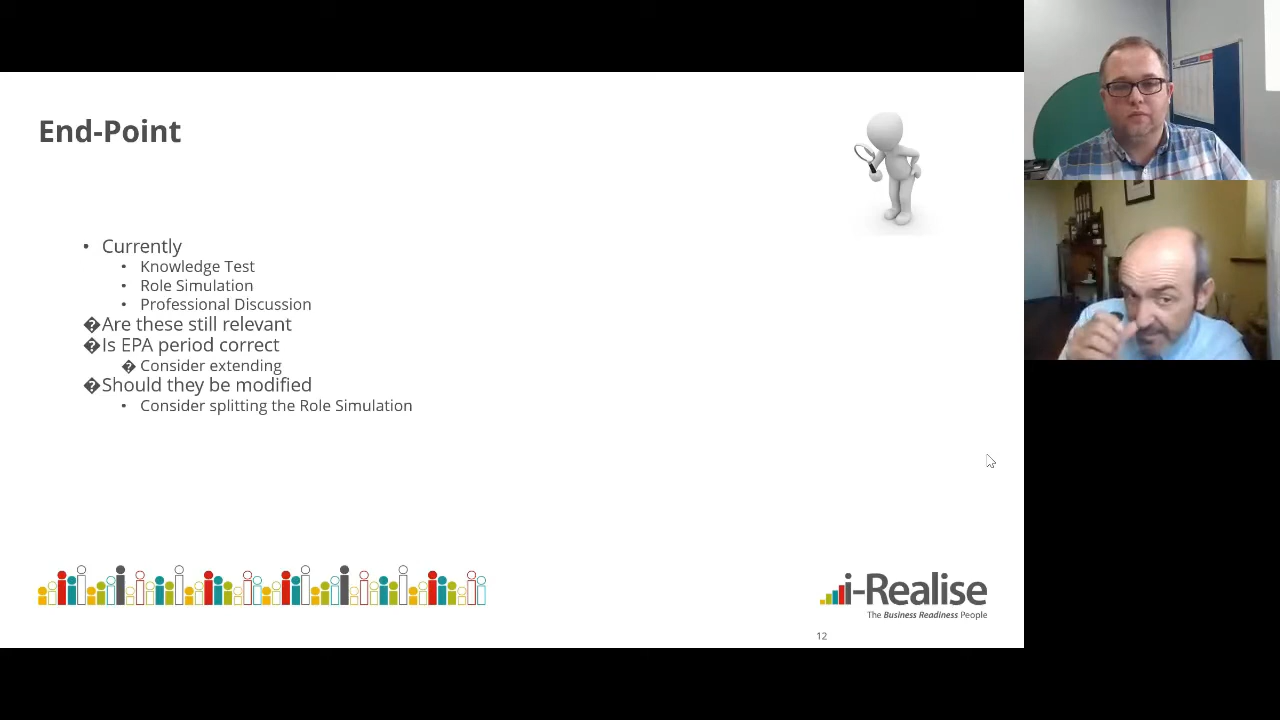 End-Point
• Currently
• Knowledge Test
• Role Simulation
• Professional Discussion
�Are these still relevant
�Is EPA period correct
� Consider extending
�Should they be modified
• Consider splitting the Role Simulation
i-Realise
The Business Readiness People
12